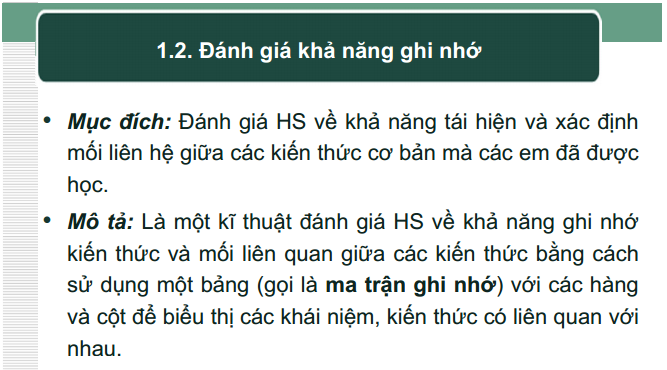 1.2. Đánh giá khả năng ghi nhớ
• Mục đích: Đánh giá HS về khả năng tái hiện và xác định
mối liên hệ giữa các kiến thức cơ bản mà các em đã được
học.
• Mô tả: Là một kĩ thuật đánh giá HS về khả năng ghi nhớ
kiến thức và mối liên quan giữa các kiến thức bằng cách
sử dụng một bảng (gọi là ma trận ghi nhớ) với các hàng
và cột để biểu thị các khái niệm, kiến thức có liên quan với
nhau.